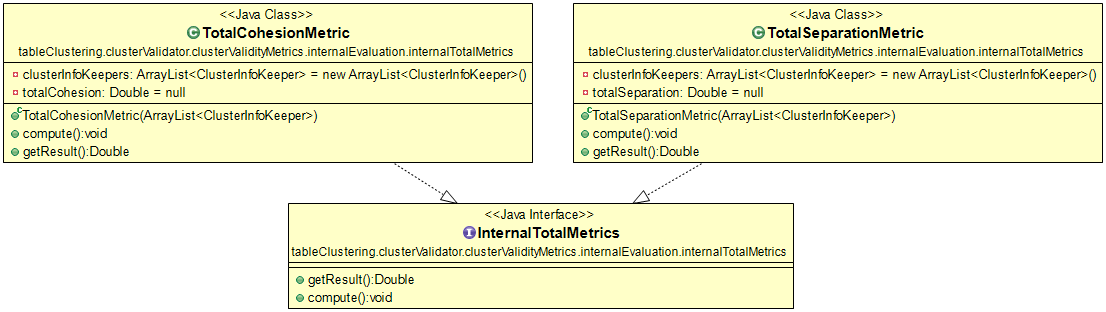 <<Java Class>>
TotalCohesionMetric
tableClustering.clusterValidator.clusterValidityMetrics.internalEvaluation.internalTotalMetrics
clusterInfoKeepers: ArrayList<ClusterInfoKeeper> = new ArrayList<ClusterInfoKeeper>()
totalCohesion: Double = null
TotalCohesionMetric(ArrayList<ClusterInfoKeeper>)
compute():void
getResult():Double
<<Java Class>>
TotalSeparationMetric
tableClustering.clusterValidator.clusterValidityMetrics.internalEvaluation.internalTotalMetrics
clusterInfoKeepers: ArrayList<ClusterInfoKeeper> = new ArrayList<ClusterInfoKeeper>()
totalSeparation: Double = null
TotalSeparationMetric(ArrayList<ClusterInfoKeeper>)
compute():void
getResult():Double
<<Java Interface>>
InternalTotalMetrics
tableClustering.clusterValidator.clusterValidityMetrics.internalEvaluation.internalTotalMetrics
getResult():Double
compute():void